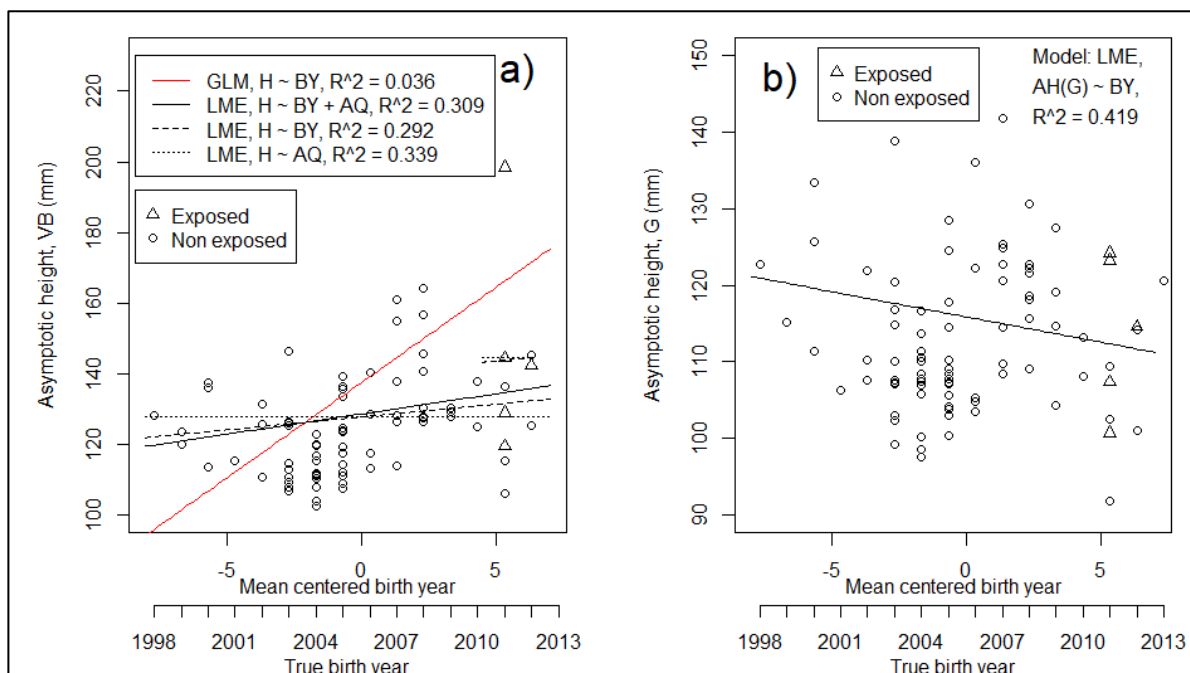 a)
GLM, H ~ BY, R^2 = 0.036
LME, H ~ BY + AQ, R^2 = 0.309
LME, H ~ BY, R^2 = 0.292
LME, H ~ AQ, R^2 = 0.339
Exposed
Non exposed
Asymptotic height, VB (mm)
220
200
180
160
140
120
100
-5 0 5
Mean centered birth year
1998 2001 2004 2007 2010 2013
True birth year
b)
Exposed
Non exposed
Model: LME,
AH(G) ~ BY,
R^2 = 0.419
Asymptotic height, G (mm)
150
140
130
120
110
100
90
-5 0 5
Mean centered birth year
1998 2001 2004 2007 2010 2013
True birth year